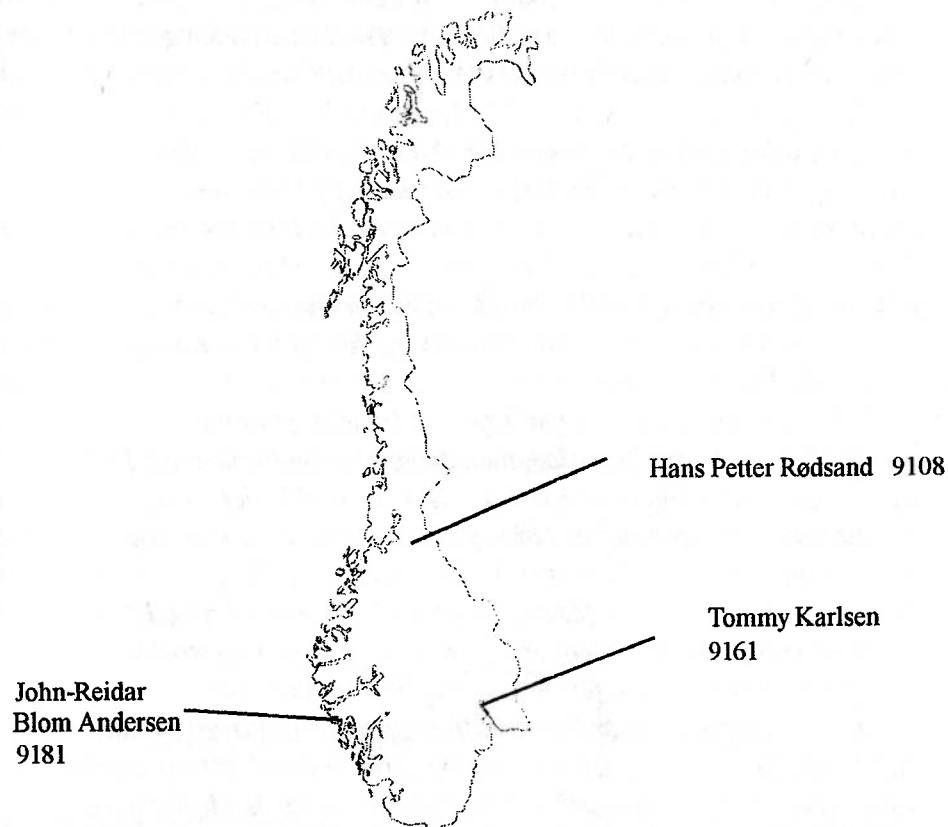 Hans Petter Rødsand 9108
Tommy Karlsen
9161
John-Reidar
Blom Andersen
9181